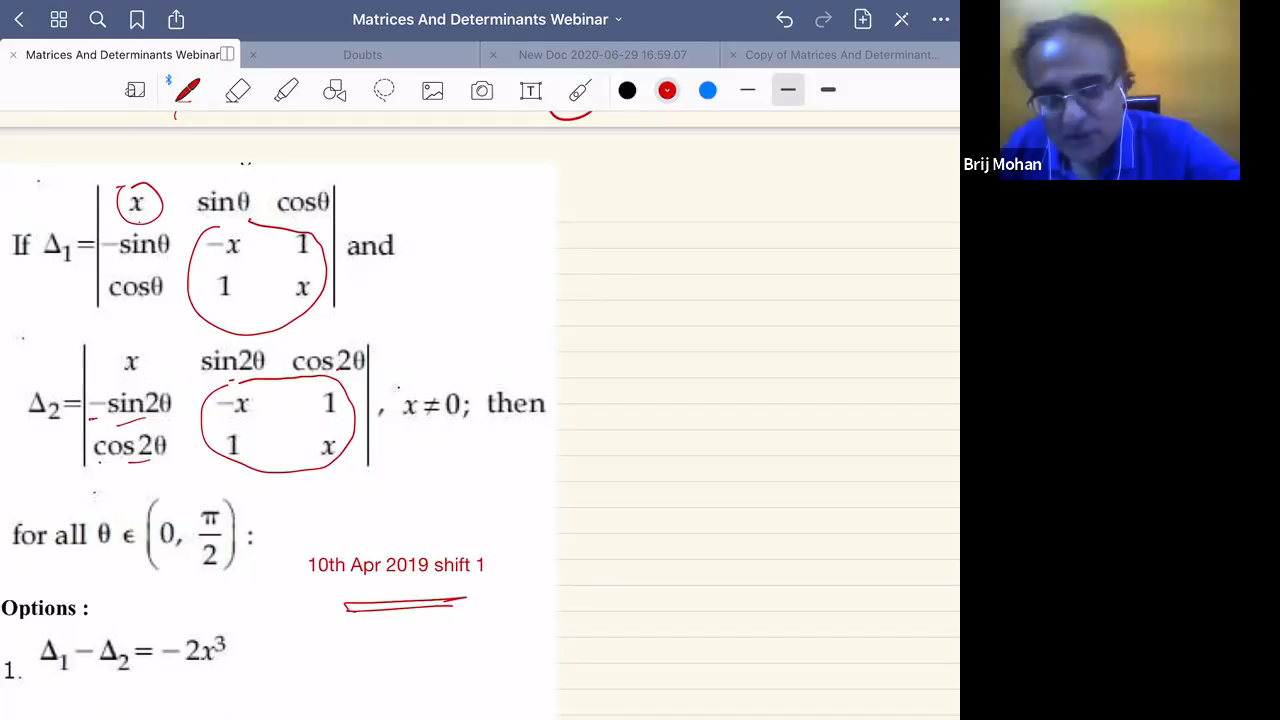 Matrices And Determinants Webinar
Matrices And Determinants Webinar
Doubts
New Doc 2020-06-29 16.59.07
Copy of Matrices And Determinant...
T
Brij Mohan
x sinθ cosθ
If Δ₁= -sinθ -x 1 and
cosθ 1 x
x sin2θ cos2θ
Δ₂= -sin2θ -x 1 , x≠0; then
cos2θ 1 x
for all θ ϵ (0, π/2) :
10th Apr 2019 shift 1
Options :
1. Δ₁ − Δ₂ = − 2x³